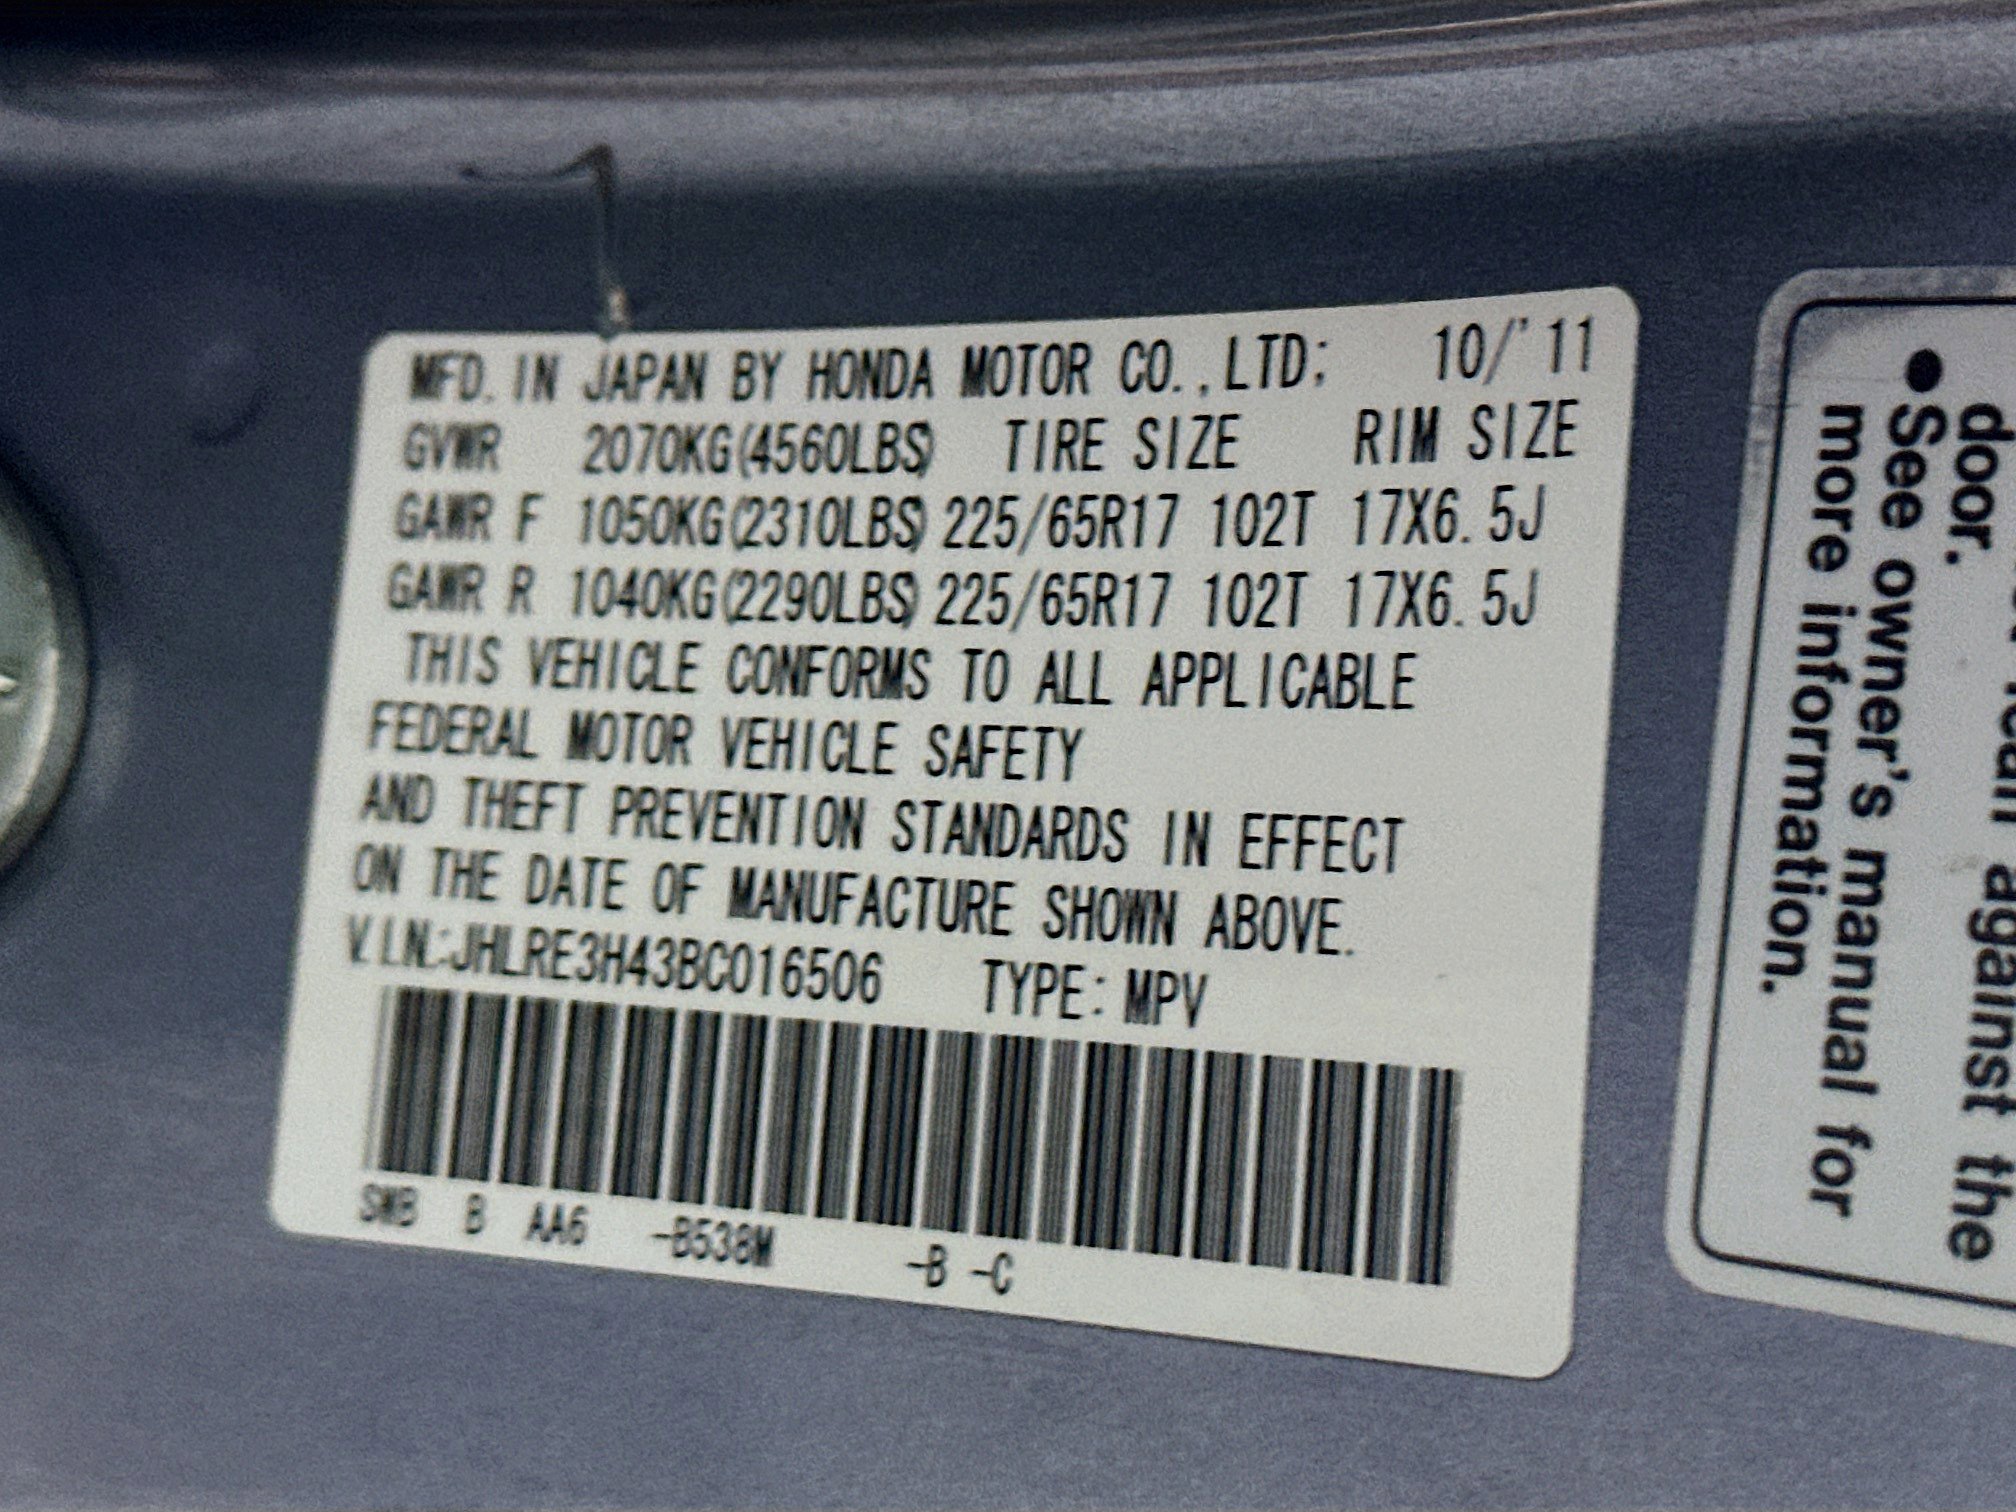 MFD. IN JAPAN BY HONDA MOTOR CO.,LTD; 10/'11
GVWR 2070KG(4560LBS) TIRE SIZE RIM SIZE
GAWR F 1050KG(2310LBS) 225/65R17 102T 17X6.5J
GAWR R 1040KG(2290LBS) 225/65R17 102T 17X6.5J
THIS VEHICLE CONFORMS TO ALL APPLICABLE
FEDERAL MOTOR VEHICLE SAFETY
AND THEFT PREVENTION STANDARDS IN EFFECT
ON THE DATE OF MANUFACTURE SHOWN ABOVE.
V.I.N.:JHLRE3H43BC016506 TYPE: MPV
SWB B AA6 -B538M -B -C
against the
door.
●See owner's manual for
more information.